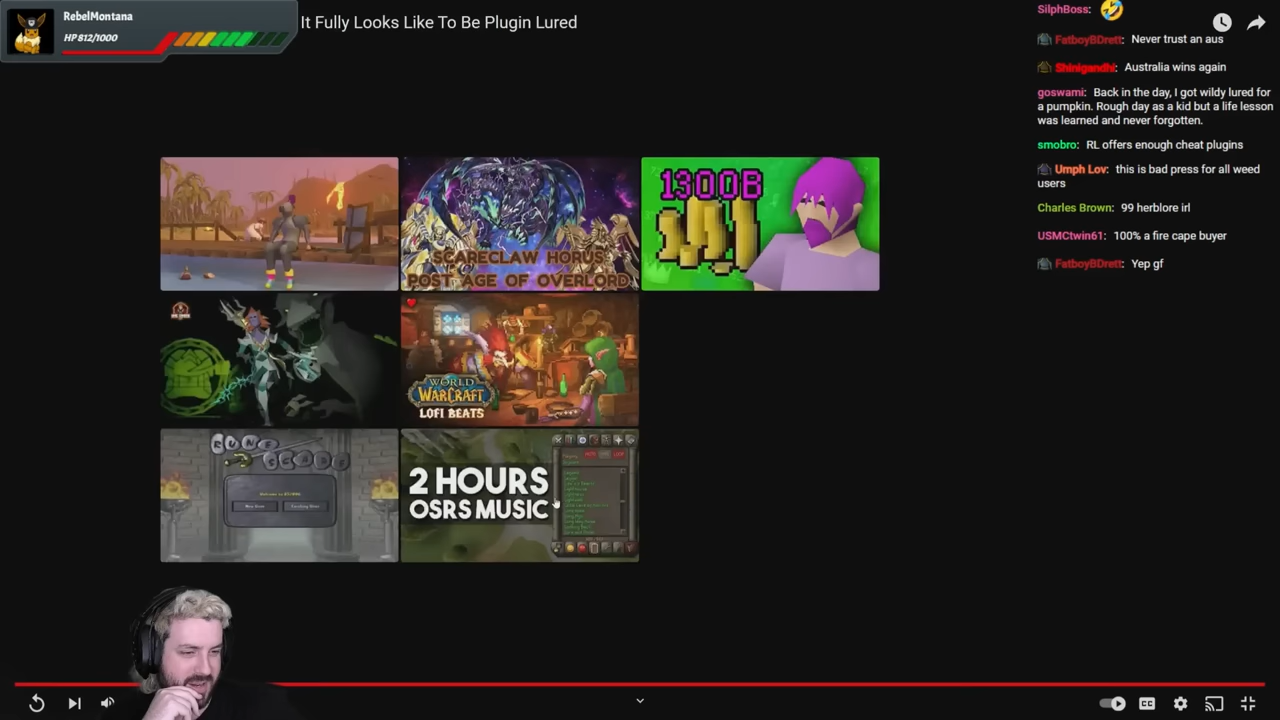 RebelMontana
HP 812/1000
It Fully Looks Like To Be Plugin Lured
SilphBoss:
FatboyBDrett: Never trust an aus
Shinigandhi: Australia wins again
goswami: Back in the day, I got wildy lured for
a pumpkin. Rough day as a kid but a life lesson
was learned and never forgotten.
smobro: RL offers enough cheat plugins
Umph Lov: this is bad press for all weed
users
Charles Brown: 99 herblore irl
USMCtwin61: 100% a fire cape buyer
FatboyBDrett: Yep gf
SCARECLAW HORUS
POST AGE OF OVERLORD
1300B
WORLD
WARCRAFT
LOFI BEATS
RUNE
SCAPE
2 HOURS
OSRS MUSIC
CC